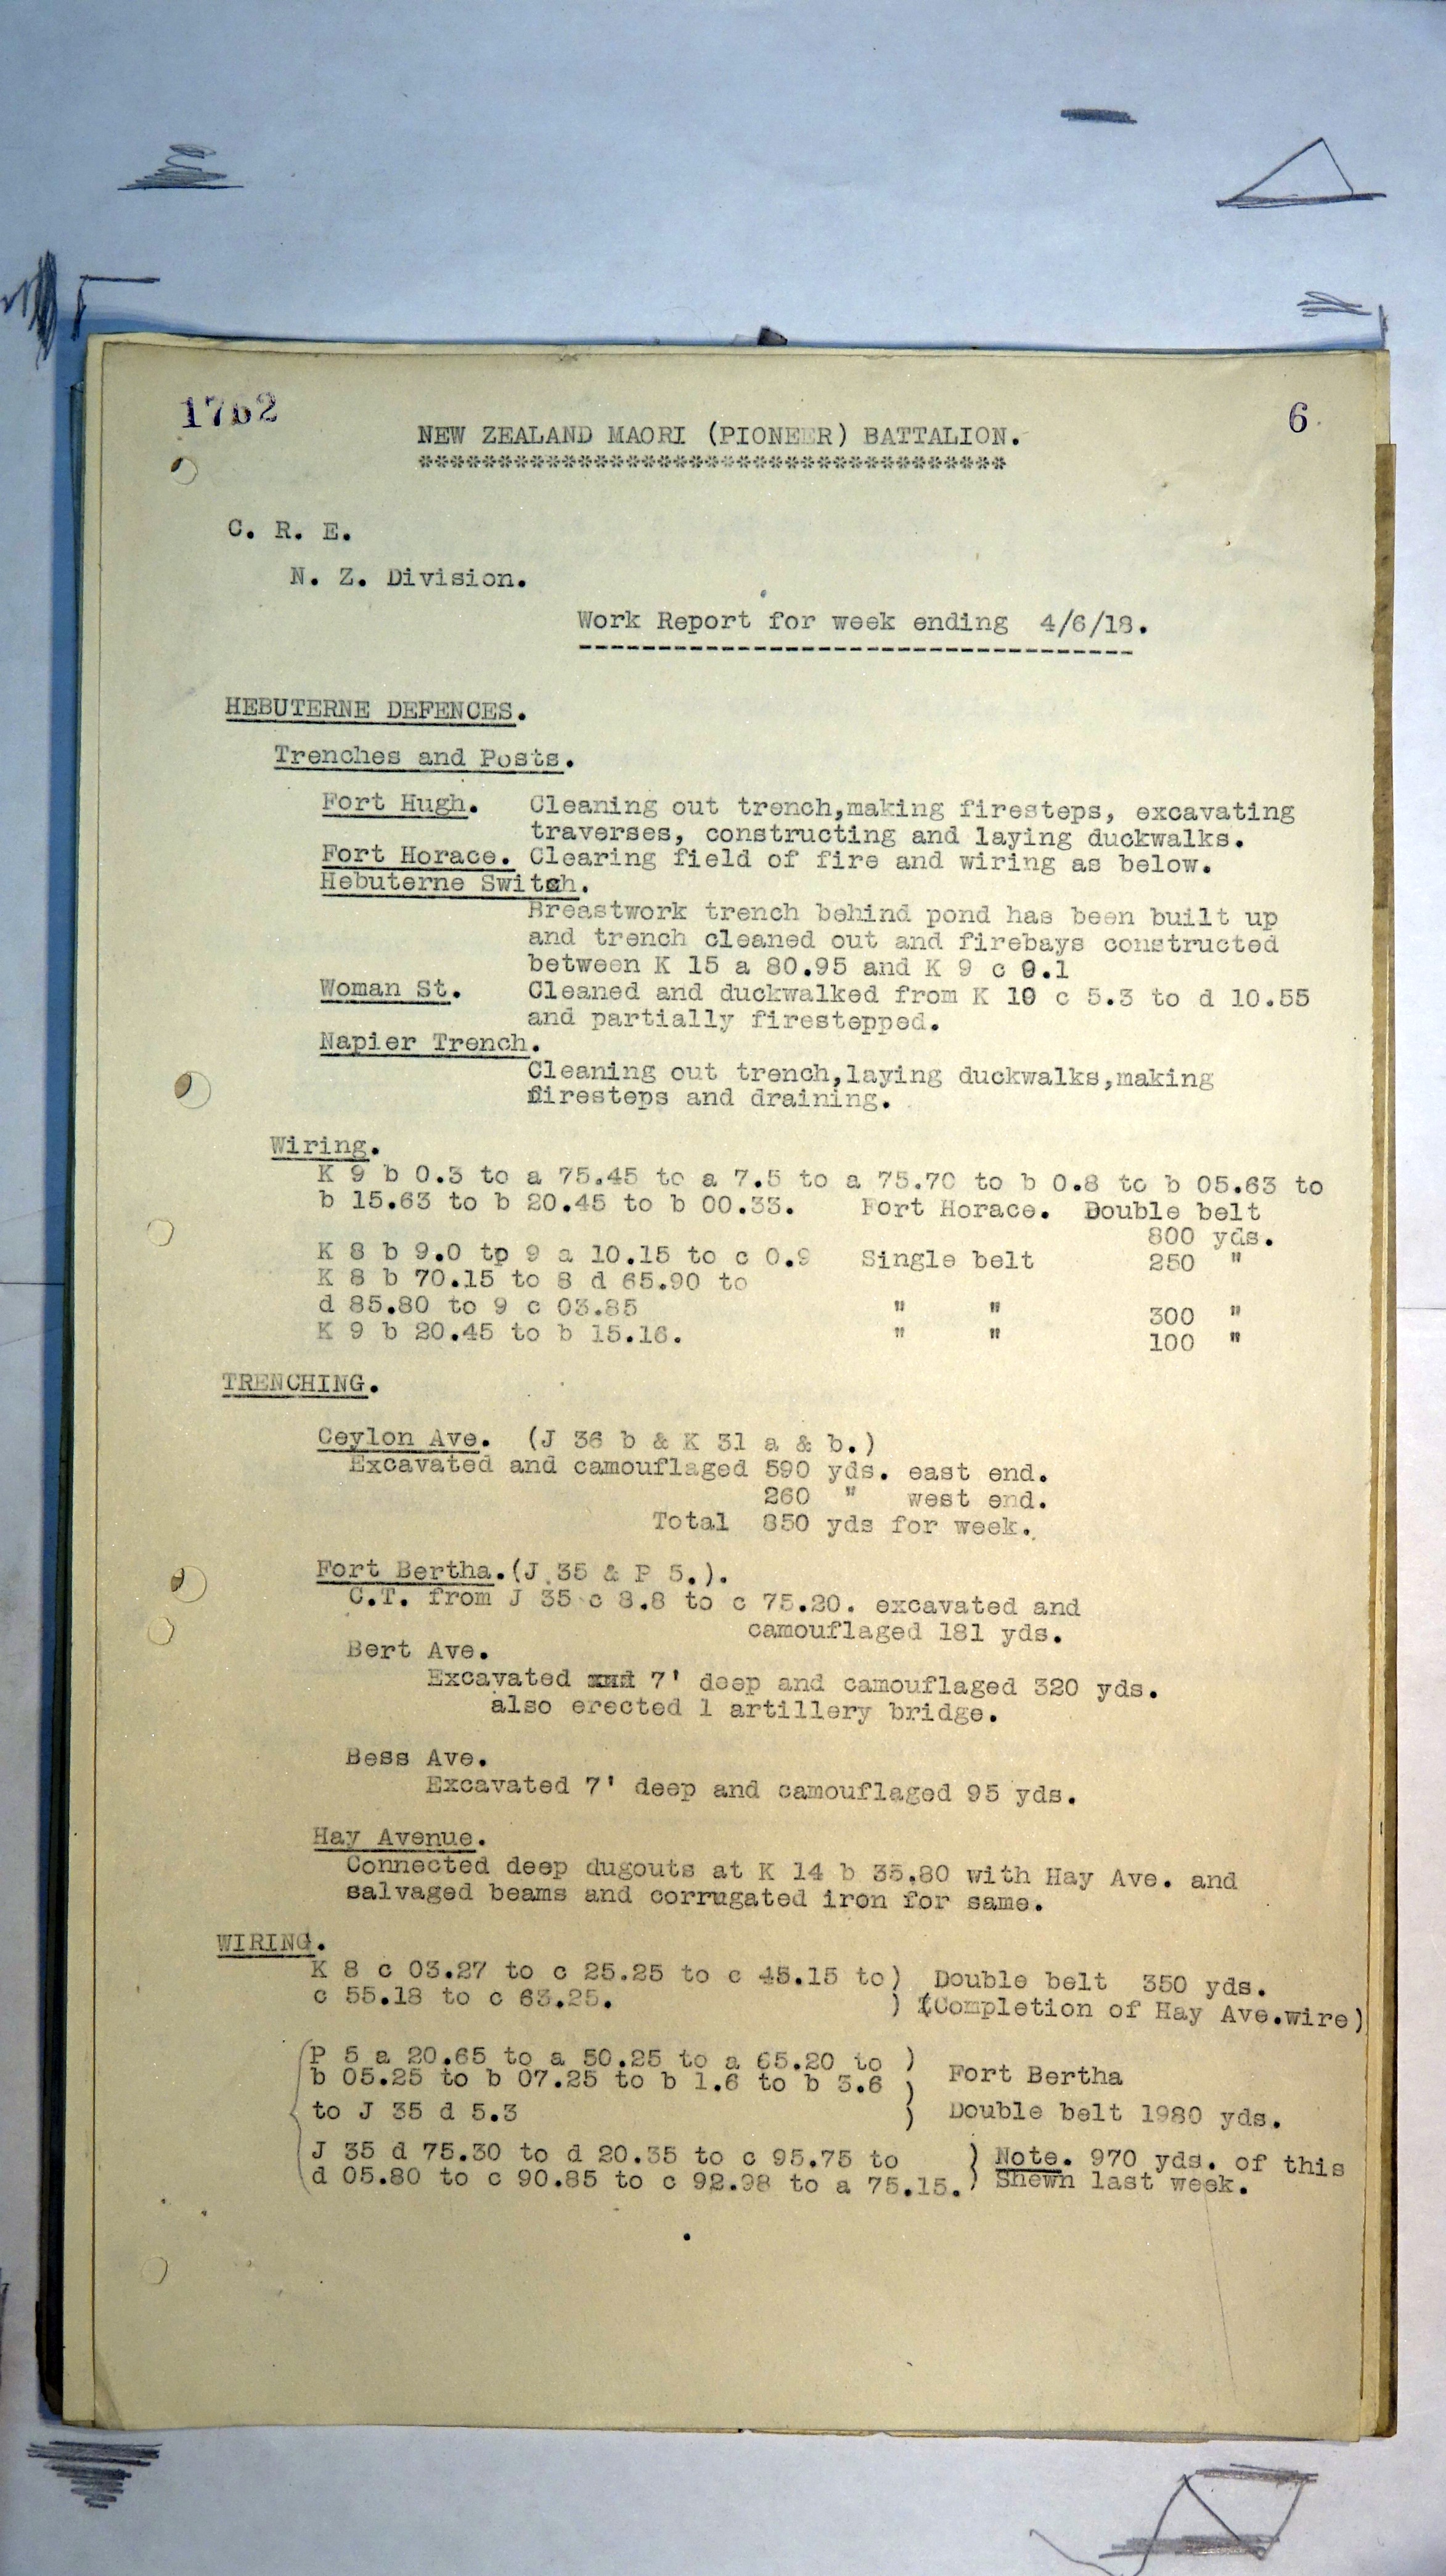 1762
6
NEW ZEALAND MAORI (PIONEER) BATTALION.
*************************************
C. R. E.
N. Z. Division.
Work Report for week ending 4/6/18.
HEBUTERNE DEFENCES.
Trenches and Posts.
Fort Hugh. Cleaning out trench,making firesteps, excavating
traverses, constructing and laying duckwalks.
Fort Horace. Clearing field of fire and wiring as below.
Hebuterne Switch.
Breastwork trench behind pond has been built up
and trench cleaned out and firebays constructed
between K 15 a 80.95 and K 9 c 9.1
Woman St. Cleaned and duckwalked from K 10 c 5.3 to d 10.55
and partially firestepped.
Napier Trench.
Cleaning out trench,laying duckwalks,making
firesteps and draining.
Wiring.
K 9 b 0.3 to a 75.45 to a 7.5 to a 75.70 to b 0.8 to b 05.63 to
b 15.63 to b 20.45 to b 00.33. Fort Horace. Double belt
800 yds.
K 8 b 9.0 tp 9 a 10.15 to c 0.9 Single belt 250 "
K 8 b 70.15 to 8 d 65.90 to
d 85.80 to 9 c 03.85 " " 300 "
K 9 b 20.45 to b 15.16. " " 100 "
TRENCHING.
Ceylon Ave. (J 36 b & K 31 a & b.)
Excavated and camouflaged 590 yds. east end.
260 " west end.
Total 850 yds for week.
Fort Bertha.(J 35 & P 5.).
C.T. from J 35 c 8.8 to c 75.20. excavated and
camouflaged 181 yds.
Bert Ave.
Excavated and 7' deep and camouflaged 320 yds.
also erected 1 artillery bridge.
Bess Ave.
Excavated 7' deep and camouflaged 95 yds.
Hay Avenue.
Connected deep dugouts at K 14 b 35.80 with Hay Ave. and
salvaged beams and corrugated iron for same.
WIRING.
K 8 c 03.27 to c 25.25 to c 45.15 to) Double belt 350 yds.
c 55.18 to c 63.25. ) (Completion of Hay Ave.wire)
P 5 a 20.65 to a 50.25 to a 65.20 to )
b 05.25 to b 07.25 to b 1.6 to b 3.6 ) Fort Bertha
to J 35 d 5.3 ) Double belt 1980 yds.
J 35 d 75.30 to d 20.35 to c 95.75 to ) Note. 970 yds. of this
d 05.80 to c 90.85 to c 92.98 to a 75.15.) Shewn last week.